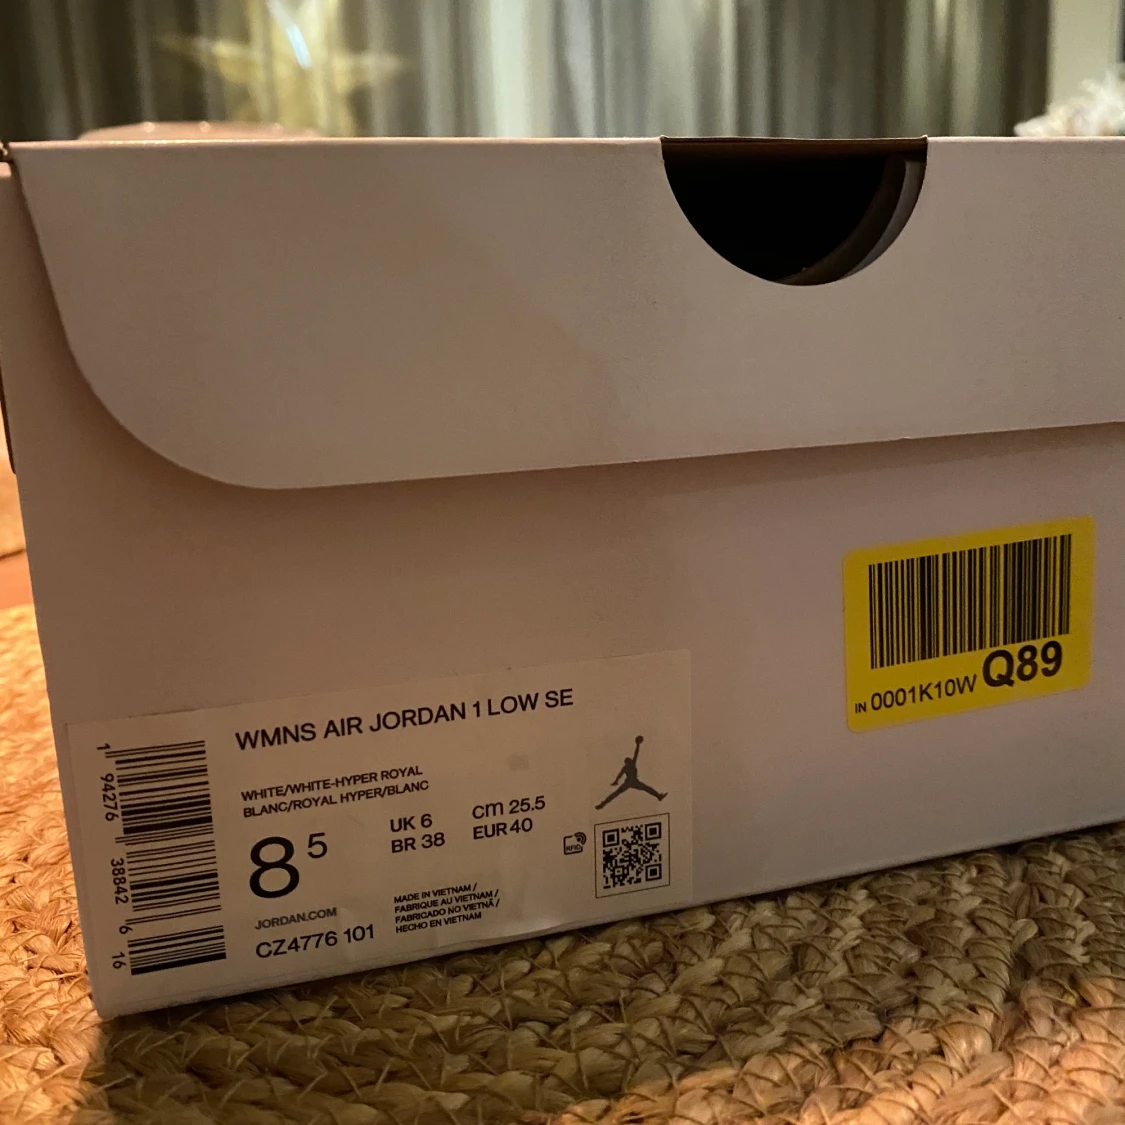 IN 0001K10W Q89
WMNS AIR JORDAN 1 LOW SE
WHITE/WHITE-HYPER ROYAL
BLANC/ROYAL HYPER/BLANC
8 5
UK 6
BR 38
cm 25.5
EUR 40
RFID
JORDAN.COM
CZ4776 101
MADE IN VIETNAM /
FABRIQUE AU VIETNAM /
FABRICADO NO VIETNÃ /
HECHO EN VIETNAM
1 94276 38842 6 16